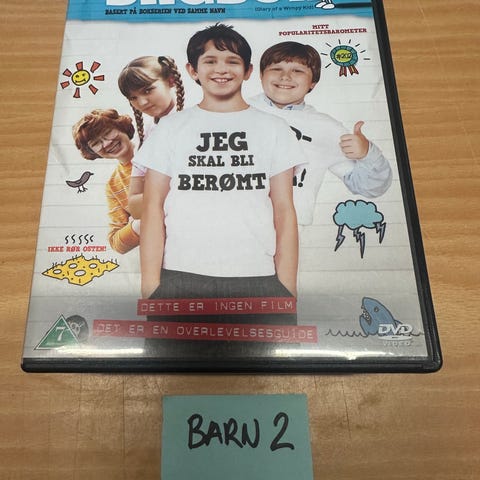 BASERT PÅ BOKSERIEN VED SAMME NAVN
(Diary of a Wimpy Kid)
MITT
POPULARITETSBAROMETER
JEG
SKAL BLI
BERØMT
IKKE RØR OSTEN!
DETTE ER INGEN FILM
DET ER EN OVERLEVELSESGUIDE
7
DVD
VIDEO
BARN 2